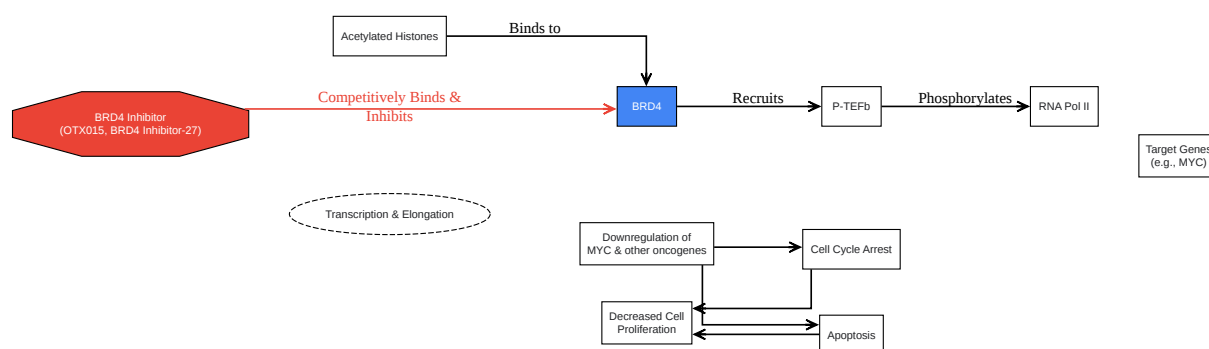 Acetylated Histones
Binds to
BRD4 Inhibitor
(OTX015, BRD4 Inhibitor-27)
Competitively Binds &
Inhibits
BRD4
Recruits
P-TEFb
Phosphorylates
RNA Pol II
Target Genes
(e.g., MYC)
Transcription & Elongation
Downregulation of
MYC & other oncogenes
Cell Cycle Arrest
Decreased Cell
Proliferation
Apoptosis